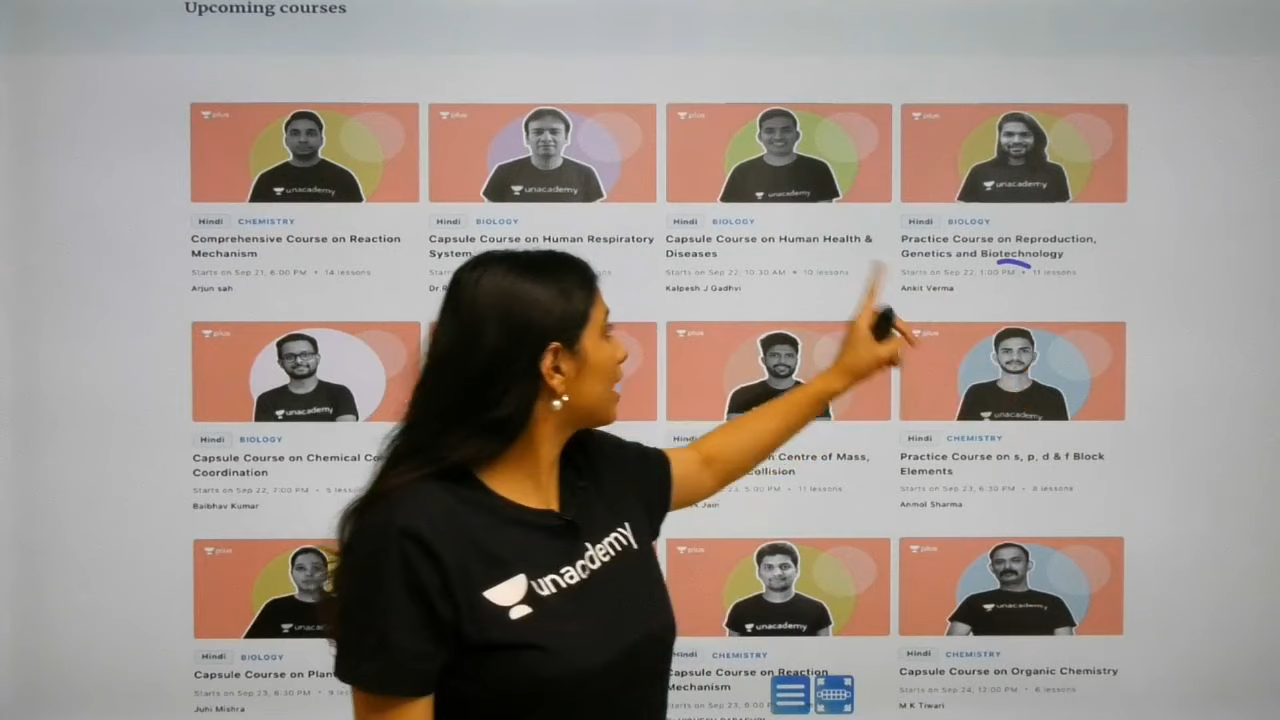 Upcoming courses
plus
plus
plus
plus
unacademy
unacademy
unacademy
unacademy
Hindi CHEMISTRY
Comprehensive Course on Reaction
Mechanism
Starts on Sep 21, 6:00 PM • 14 lessons
Arjun sah
Hindi BIOLOGY
Capsule Course on Human Respiratory
System
Hindi BIOLOGY
Capsule Course on Human Health &
Diseases
Starts on Sep 22, 10:30 AM • 10 lessons
Kalpesh J Gadhvi
Hindi BIOLOGY
Practice Course on Reproduction,
Genetics and Biotechnology
Starts on Sep 22, 1:00 PM • 11 lessons
Ankit Verma
plus
plus
plus
unacademy
unacademy
unacademy
Hindi BIOLOGY
Capsule Course on Chemical
Coordination
Starts on Sep 22, 7:00 PM • 5
Baibhav Kumar
Centre of Mass,
Collision
5:00 PM • 11 lessons
Jain
Hindi CHEMISTRY
Practice Course on s, p, d & f Block
Elements
Starts on Sep 23, 6:30 PM • 8 lessons
Anmol Sharma
plus
plus
plus
unacademy
unacademy
unacademy
Hindi BIOLOGY
Capsule Course on
Starts on Sep 23, 6:30 PM • 9
Juhi Mishra
Hindi CHEMISTRY
Capsule Course on Reaction
Mechanism
Starts on Sep 23, 9:00
Hindi CHEMISTRY
Capsule Course on Organic Chemistry
Starts on Sep 24, 12:00 PM • 6 lessons
M K Tiwari